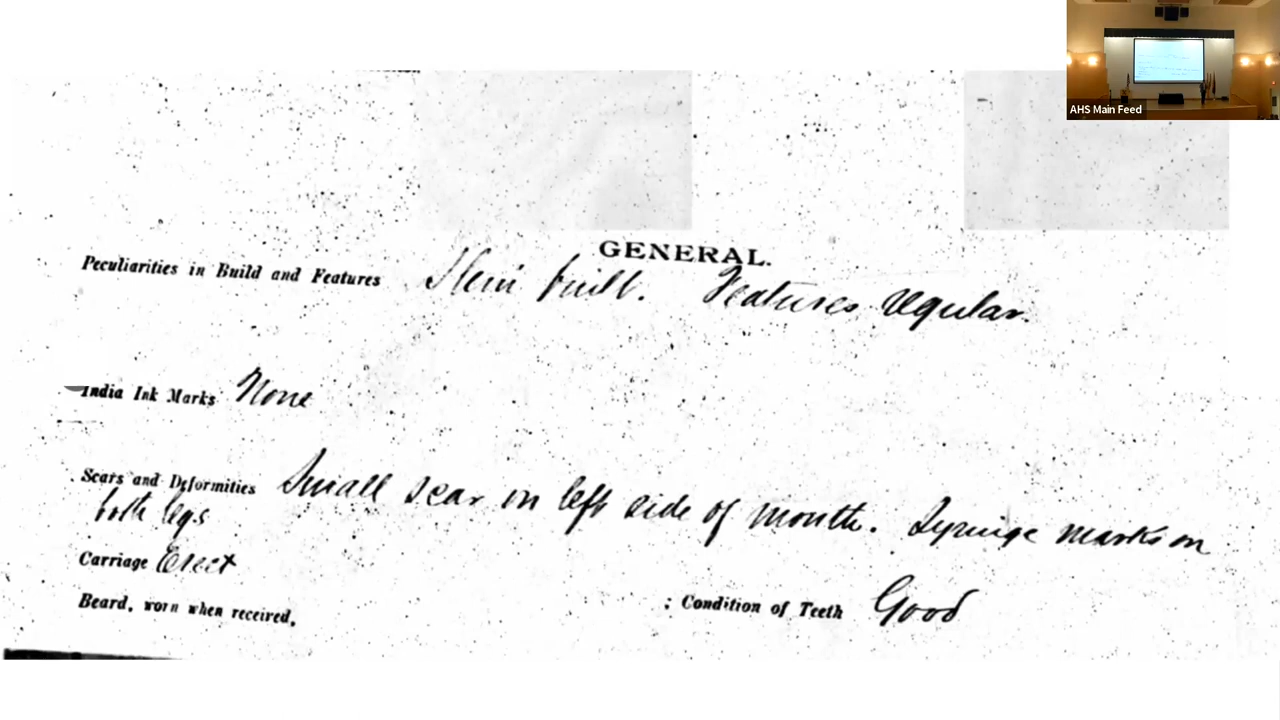 AHS Main Feed
GENERAL.
Peculiarities in Build and Features Slim built. Features regular.
India Ink Marks None
Scars and Deformities Small scar on left side of mouth. Syringe marks on
both legs
Carriage Erect
Beard, worn when received, ; Condition of Teeth Good